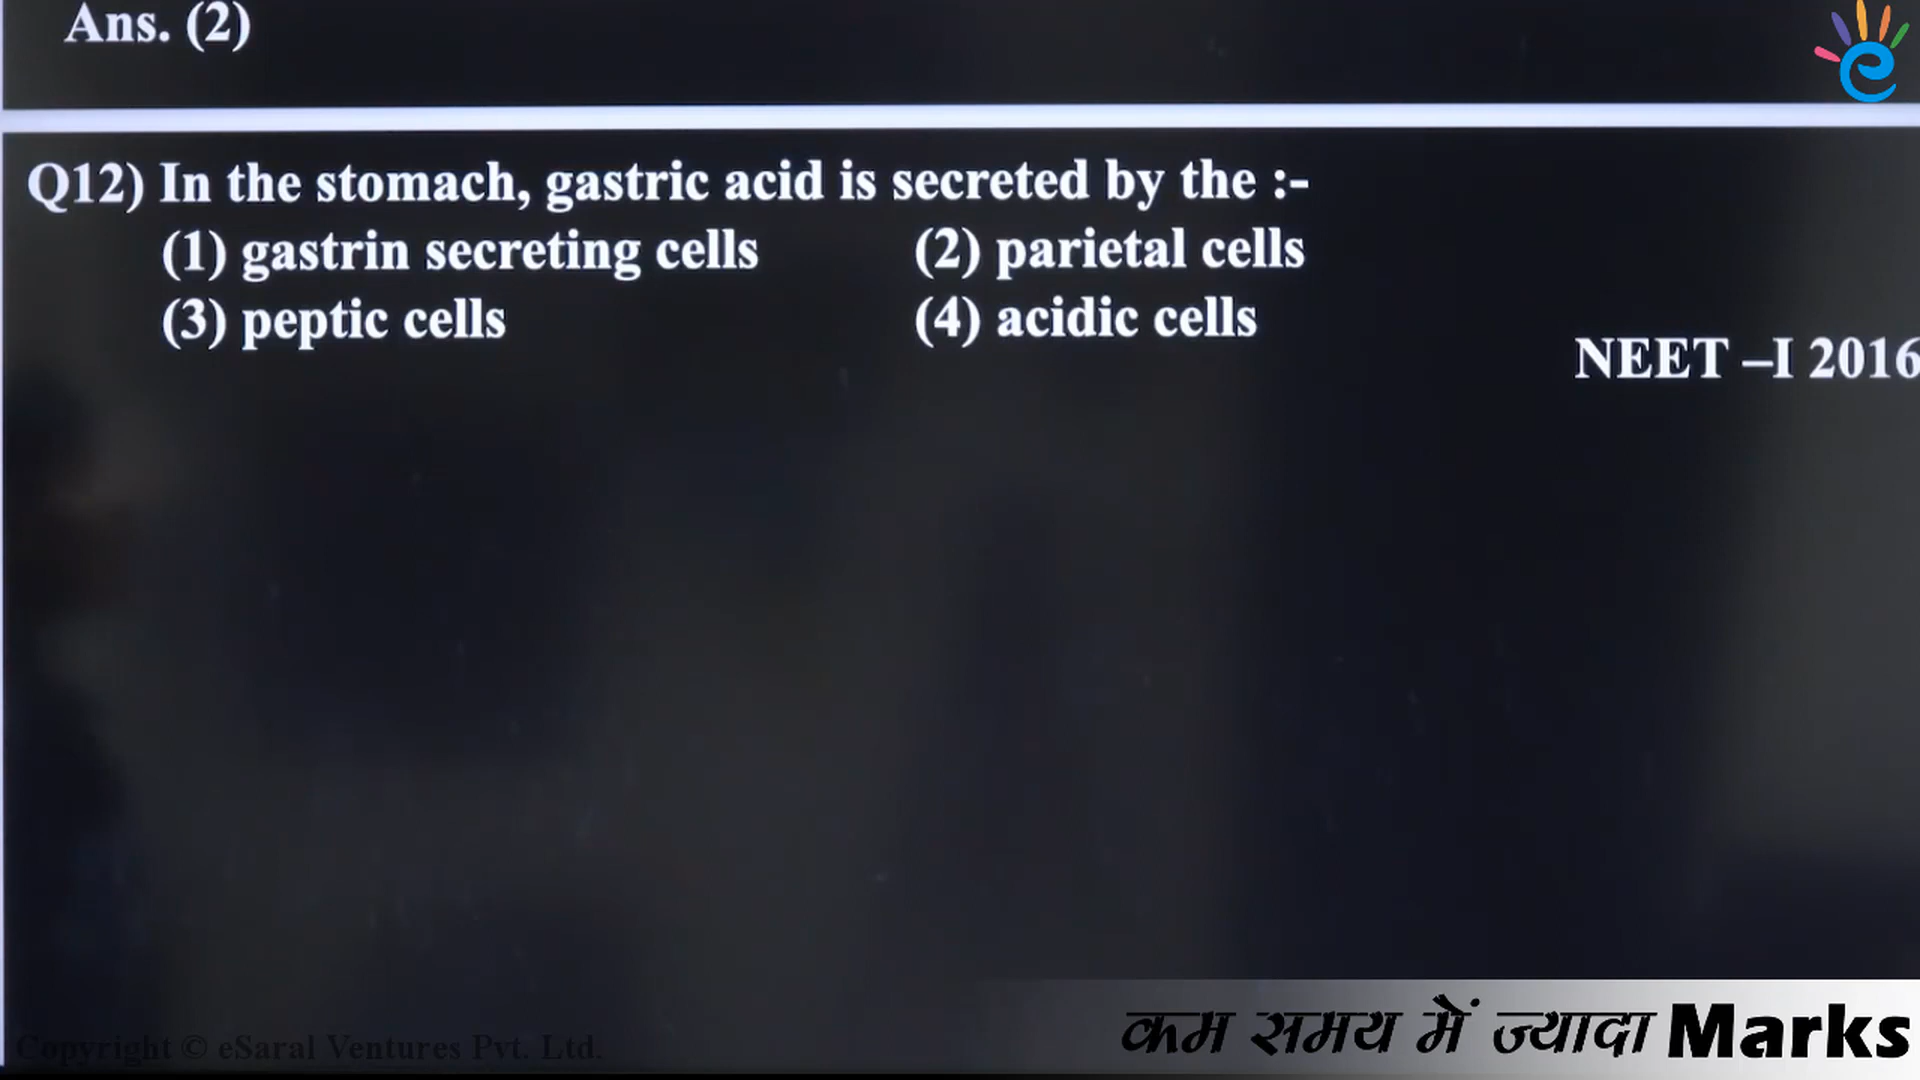 Ans. (2)
Q12) In the stomach, gastric acid is secreted by the :-
(1) gastrin secreting cells (2) parietal cells
(3) peptic cells (4) acidic cells
NEET –I 2016
Copyright © eSaral Ventures Pvt. Ltd.
कम समय में ज्यादा Marks